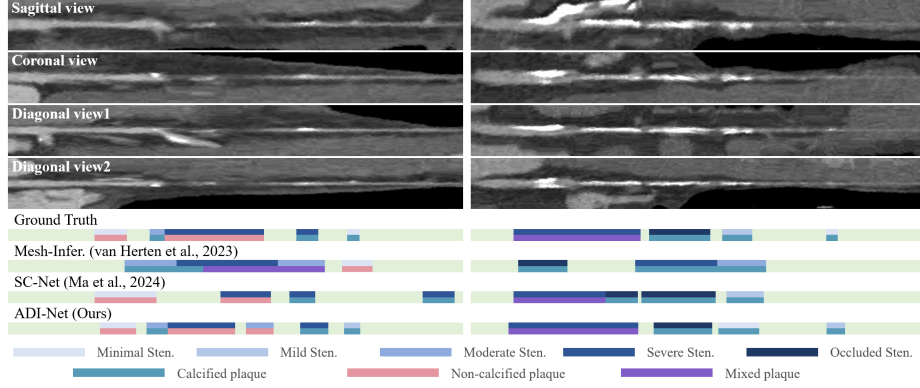 Sagittal view
Coronal view
Diagonal view1
Diagonal view2
Ground Truth
Mesh-Infer. (van Herten et al., 2023)
SC-Net (Ma et al., 2024)
ADI-Net (Ours)
Minimal Sten. Mild Sten. Moderate Sten. Severe Sten. Occluded Sten.
Calcified plaque Non-calcified plaque Mixed plaque